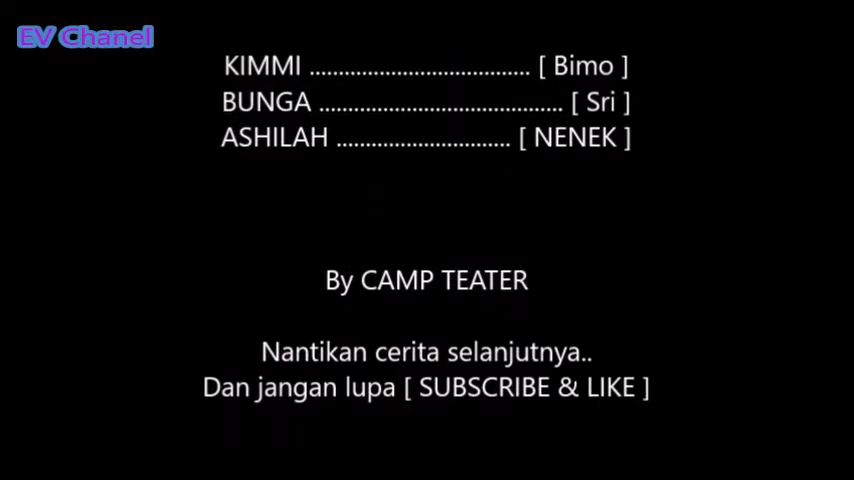 EV Chanel
KIMMI ...................................... [ Bimo ]
BUNGA .......................................... [ Sri ]
ASHILAH .............................. [ NENEK ]
By CAMP TEATER
Nantikan cerita selanjutnya..
Dan jangan lupa [ SUBSCRIBE & LIKE ]